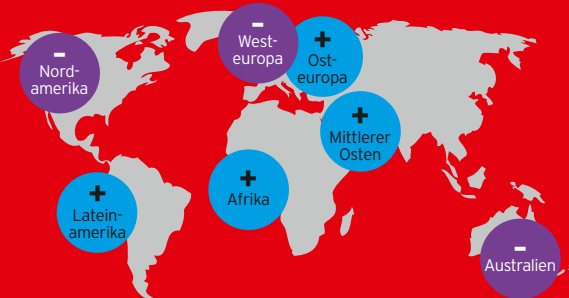 –
Nord-
amerika
–
West-
europa
+
Ost-
europa
+
Mittlerer
Osten
+
Afrika
+
Latein-
amerika
–
Australien